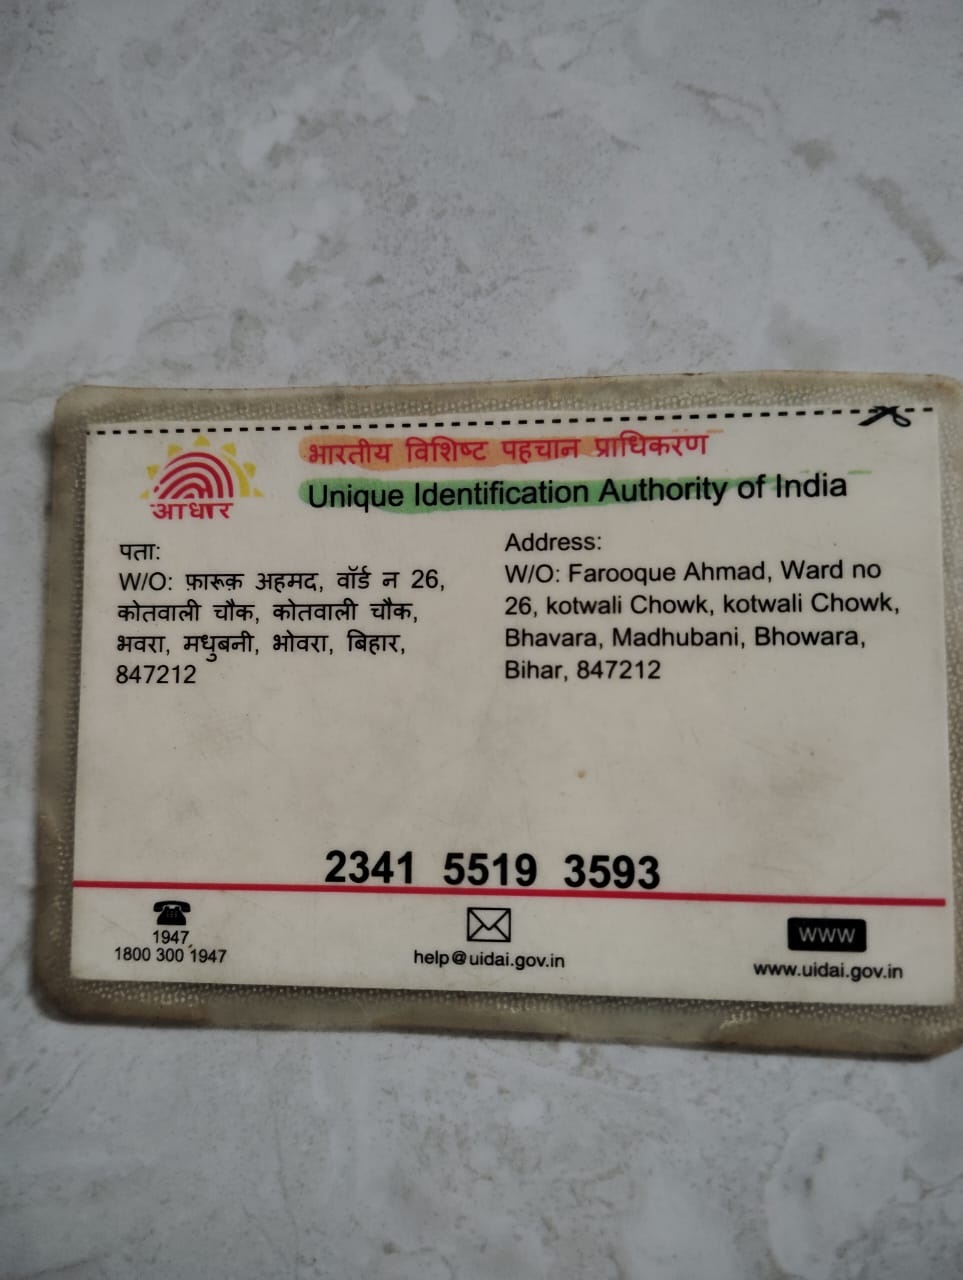 भारतीय विशिष्ट पहचान प्राधिकरण
Unique Identification Authority of India
आधार
पता:
W/O: फ़ारूक़ अहमद, वॉर्ड न 26,
कोतवाली चौक, कोतवाली चौक,
भवरा, मधुबनी, भोवरा, बिहार,
847212
Address:
W/O: Farooque Ahmad, Ward no
26, kotwali Chowk, kotwali Chowk,
Bhavara, Madhubani, Bhowara,
Bihar, 847212
2341 5519 3593
1947
1800 300 1947
help@uidai.gov.in
www
www.uidai.gov.in